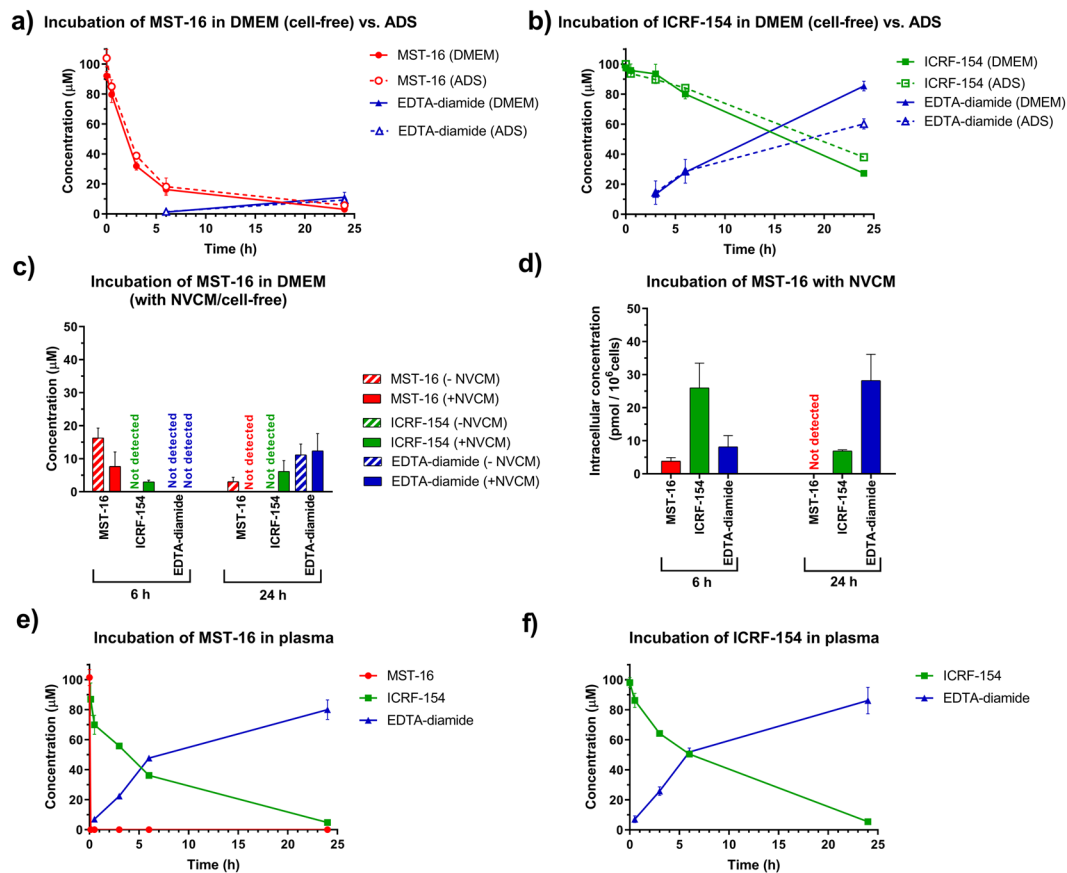 a)
Incubation of MST-16 in DMEM (cell-free) vs. ADS
Concentration (µM)
120
100
80
60
40
20
0
0
5
10
15
20
25
Time (h)
MST-16 (DMEM)
MST-16 (ADS)
EDTA-diamide (DMEM)
EDTA-diamide (ADS)
b)
Incubation of ICRF-154 in DMEM (cell-free) vs. ADS
Concentration (µM)
120
100
80
60
40
20
0
0
5
10
15
20
25
Time (h)
ICRF-154 (DMEM)
ICRF-154 (ADS)
EDTA-diamide (DMEM)
EDTA-diamide (ADS)
c)
Incubation of MST-16 in DMEM
(with NVCM/cell-free)
Concentration (µM)
50
40
30
20
10
0
Not detected
Not detected
Not detected
Not detected
Not detected
MST-16
ICRF-154
EDTA-diamide
MST-16
ICRF-154
EDTA-diamide
6 h
24 h
MST-16 (- NVCM)
MST-16 (+NVCM)
ICRF-154 (-NVCM)
ICRF-154 (+NVCM)
EDTA-diamide (- NVCM)
EDTA-diamide (+NVCM)
d)
Incubation of MST-16 with NVCM
Intracellular concentration
(pmol / 10⁶cells)
50
40
30
20
10
0
Not detected
MST-16
ICRF-154
EDTA-diamide
MST-16
ICRF-154
EDTA-diamide
6 h
24 h
e)
Incubation of MST-16 in plasma
Concentration (µM)
120
100
80
60
40
20
0
0
5
10
15
20
25
Time (h)
MST-16
ICRF-154
EDTA-diamide
f)
Incubation of ICRF-154 in plasma
Concentration (µM)
120
100
80
60
40
20
0
0
5
10
15
20
25
Time (h)
ICRF-154
EDTA-diamide